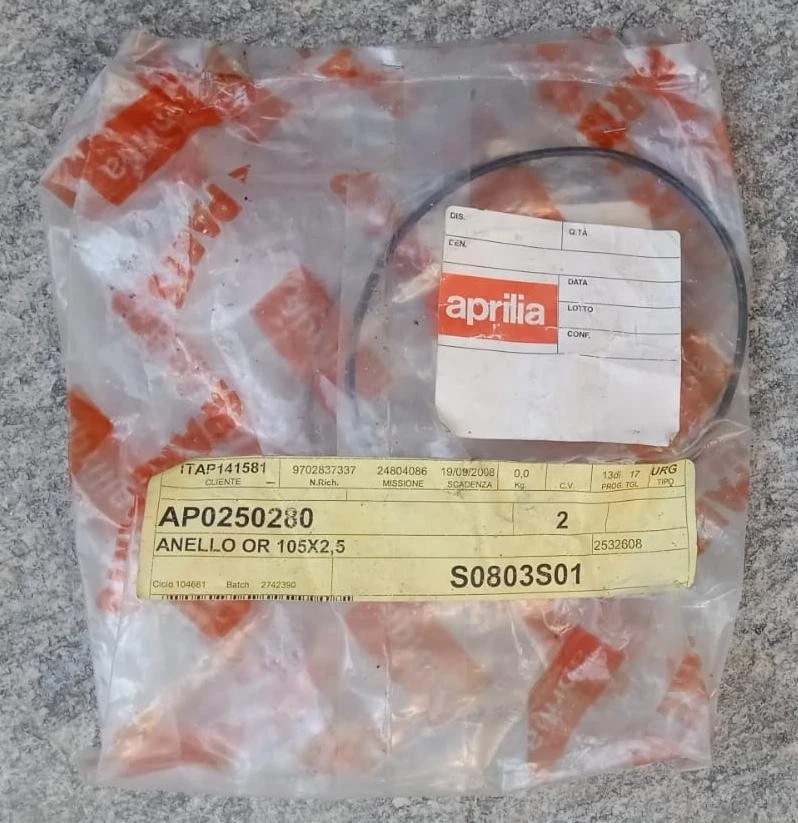 DIS.
Q.TÀ
DEN.
DATA
aprilia
LOTTO
CONF.
ITAP141581 9702837337 24804086 19/09/2008 0,0 13di 17 URG
CLIENTE N.Rich. MISSIONE SCADENZA Kg. C.V. PROG. TGL TIPO
AP0250280 2
ANELLO OR 105X2,5 2532608
S0803S01
Ciclo 104661 Batch 2742390